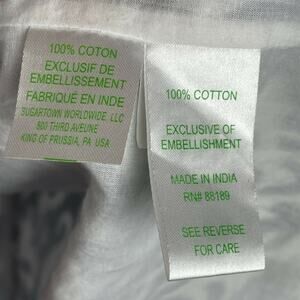 100% COTON
EXCLUSIF DE
EMBELLISSEMENT
FABRIQUÉ EN INDE
SUGARTOWN WORLDWIDE, LLC
800 THIRD AVEUNE
KING OF PRUSSIA, PA USA
100% COTTON
EXCLUSIVE OF
EMBELLISHMENT
MADE IN INDIA
RN# 88189
SEE REVERSE
FOR CARE